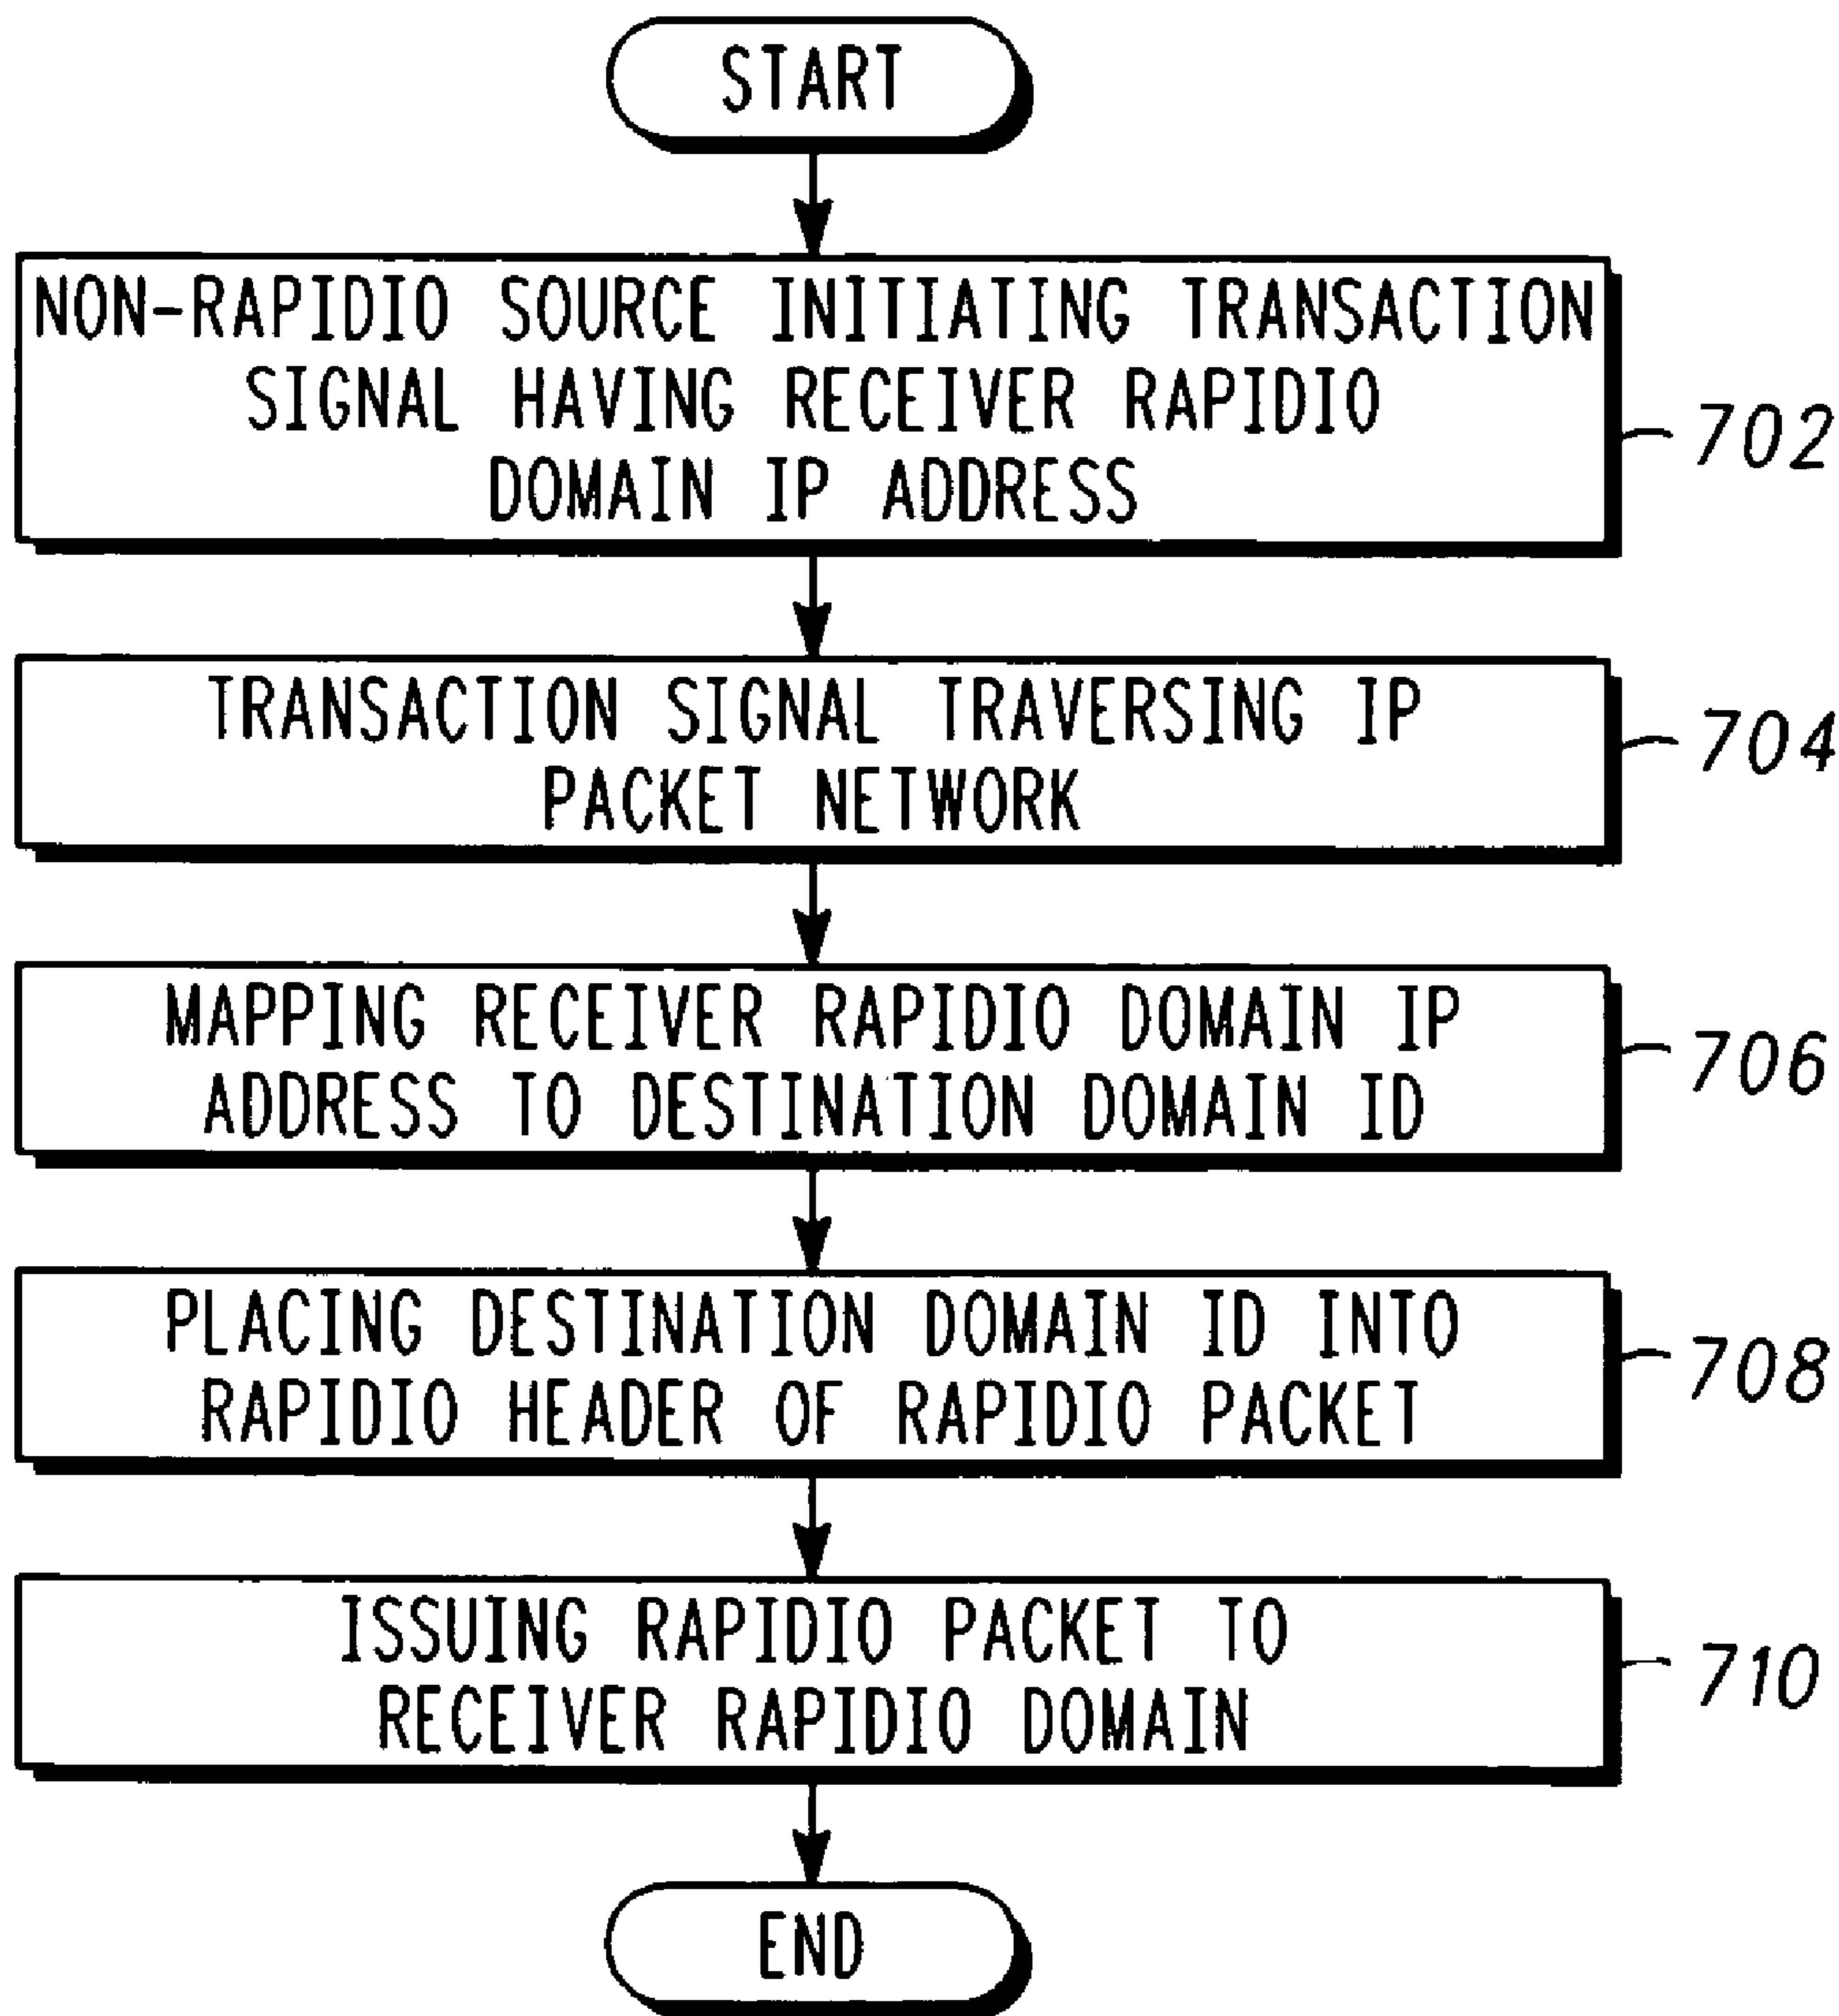 START
NON-RAPIDIO SOURCE INITIATING TRANSACTION
SIGNAL HAVING RECEIVER RAPIDIO
DOMAIN IP ADDRESS
702
TRANSACTION SIGNAL TRAVERSING IP
PACKET NETWORK
704
MAPPING RECEIVER RAPIDIO DOMAIN IP
ADDRESS TO DESTINATION DOMAIN ID
706
PLACING DESTINATION DOMAIN ID INTO
RAPIDIO HEADER OF RAPIDIO PACKET
708
ISSUING RAPIDIO PACKET TO
RECEIVER RAPIDIO DOMAIN
710
END